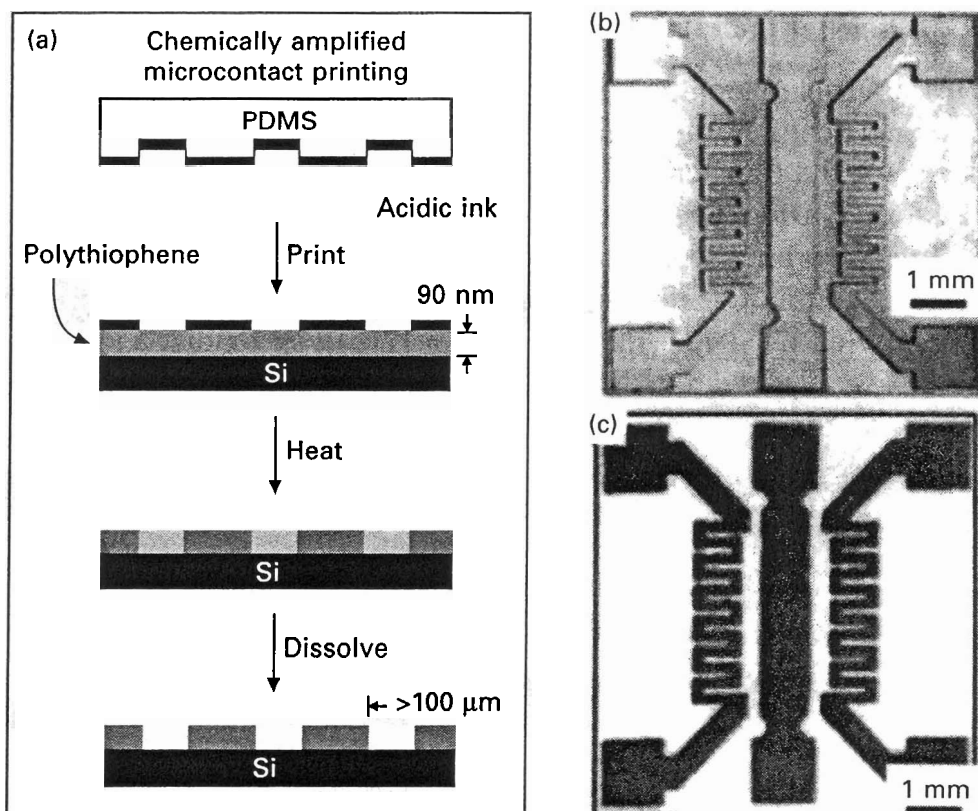 (a)
Chemically amplified
microcontact printing
PDMS
Acidic ink
Print
Polythiophene
90 nm
Si
Heat
Si
Dissolve
>100 μm
Si
(b)
1 mm
(c)
1 mm